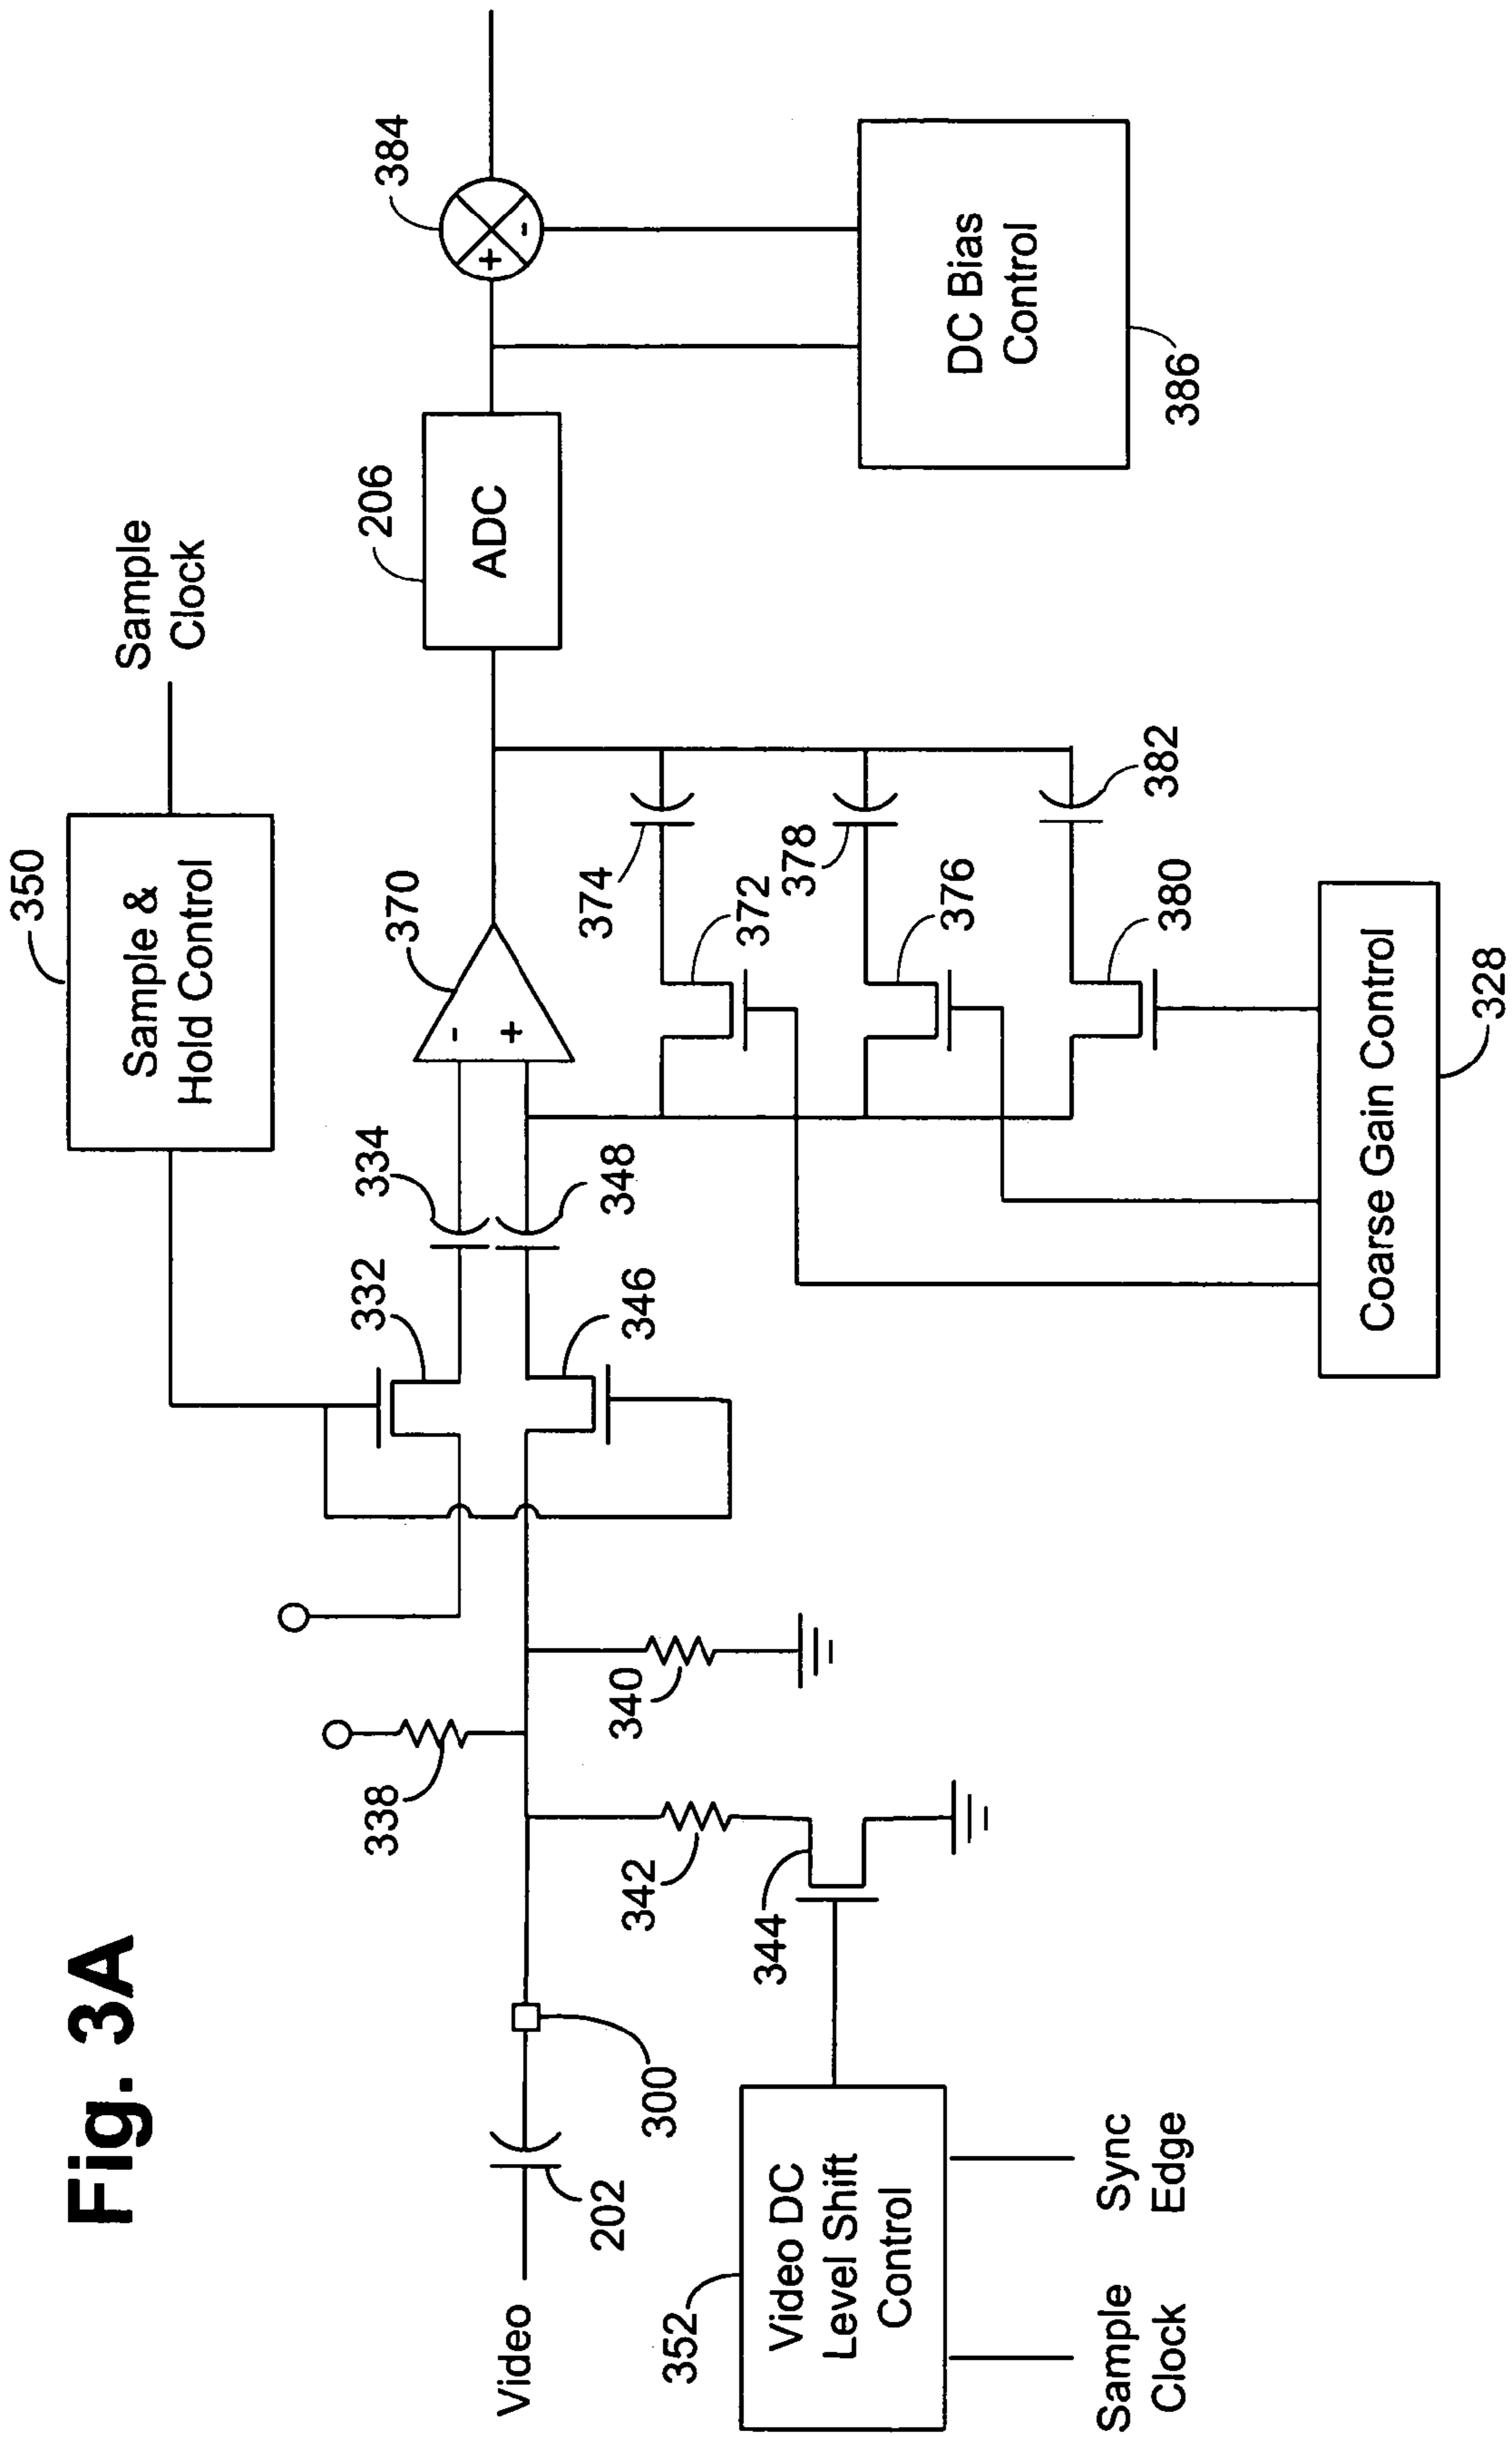 Fig. 3A
350
Sample &
Hold Control
Sample
Clock
384
+
-
206
ADC
370
-
+
334
348
332
346
338
340
342
344
300
202
Video
352
Video DC
Level Shift
Control
Sample
Clock
Sync
Edge
374
372
378
376
382
380
Coarse Gain Control
328
DC Bias
Control
386